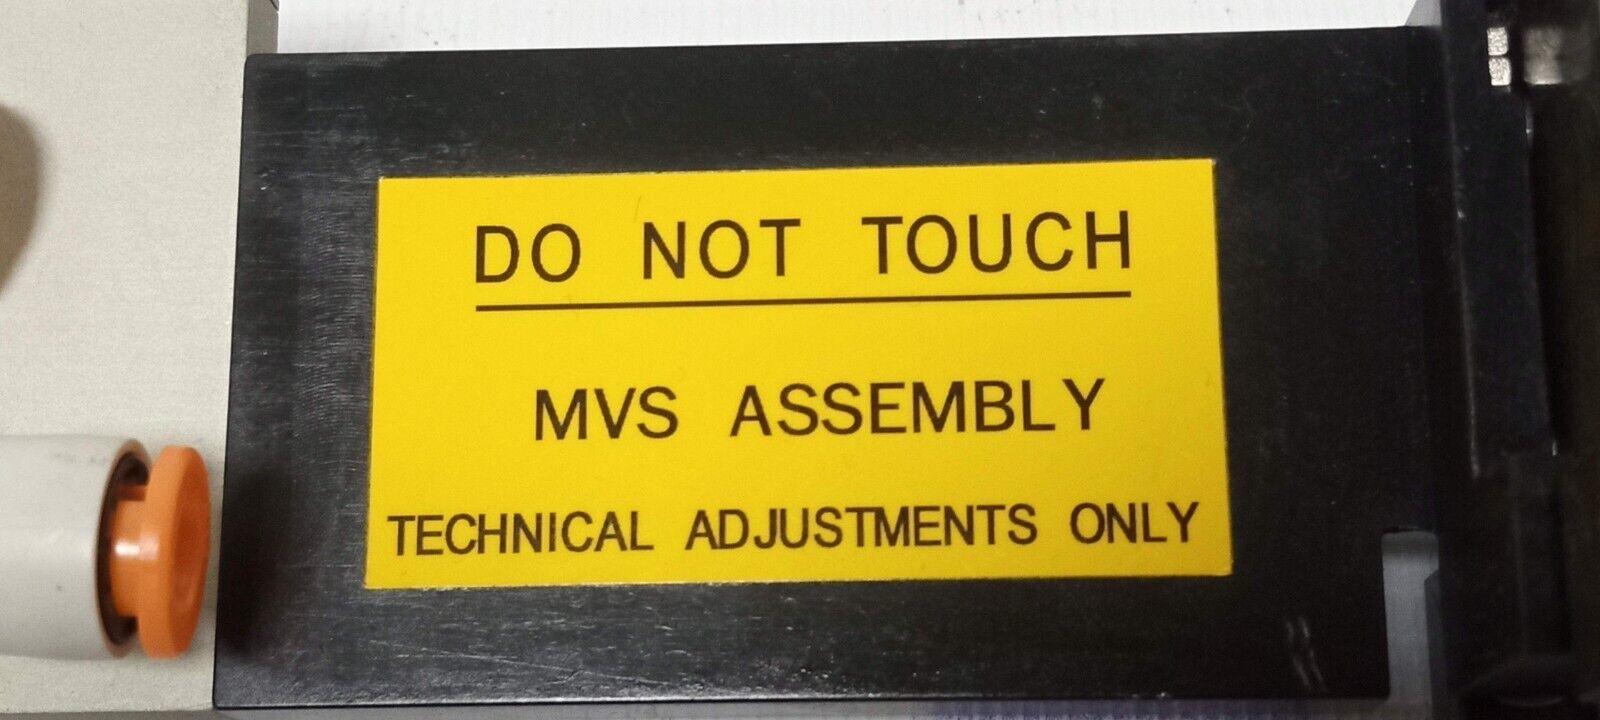 DO NOT TOUCH
MVS ASSEMBLY
TECHNICAL ADJUSTMENTS ONLY